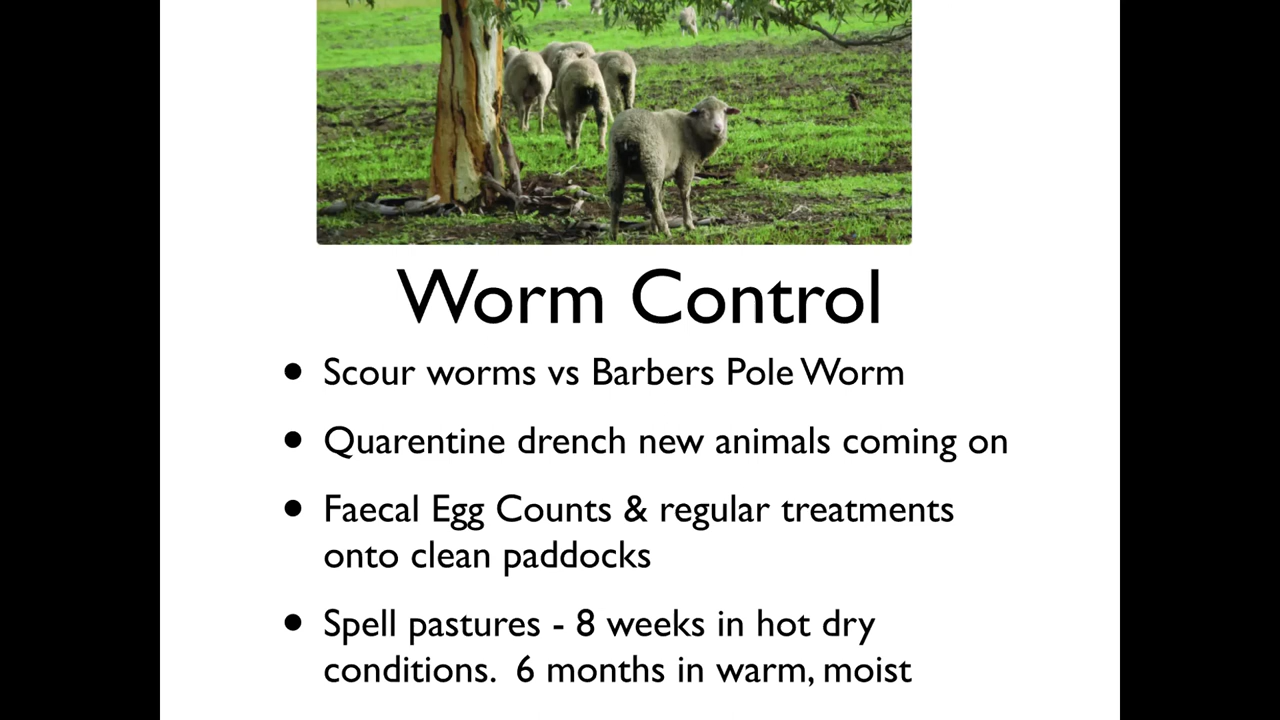 Worm Control
• Scour worms vs Barbers Pole Worm
• Quarentine drench new animals coming on
• Faecal Egg Counts & regular treatments
onto clean paddocks
• Spell pastures - 8 weeks in hot dry
conditions.  6 months in warm, moist